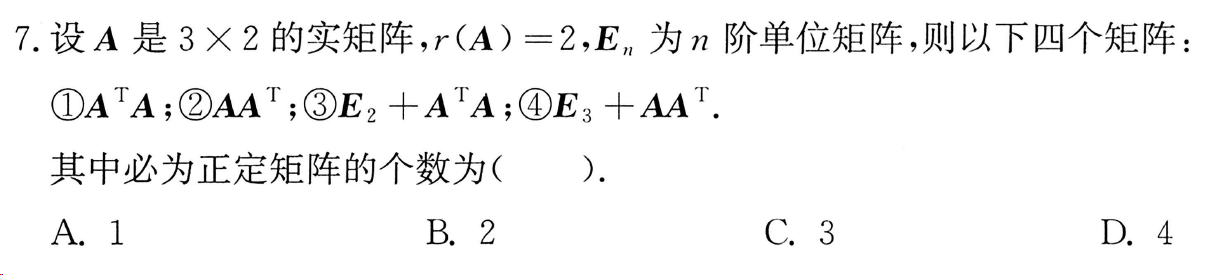 7. 设 A 是 3×2 的实矩阵,r(A)=2,Eₙ 为 n 阶单位矩阵,则以下四个矩阵:
①AᵀA;②AAᵀ;③E₂+AᵀA;④E₃+AAᵀ.
其中必为正定矩阵的个数为(  ).
A. 1 B. 2 C. 3 D. 4